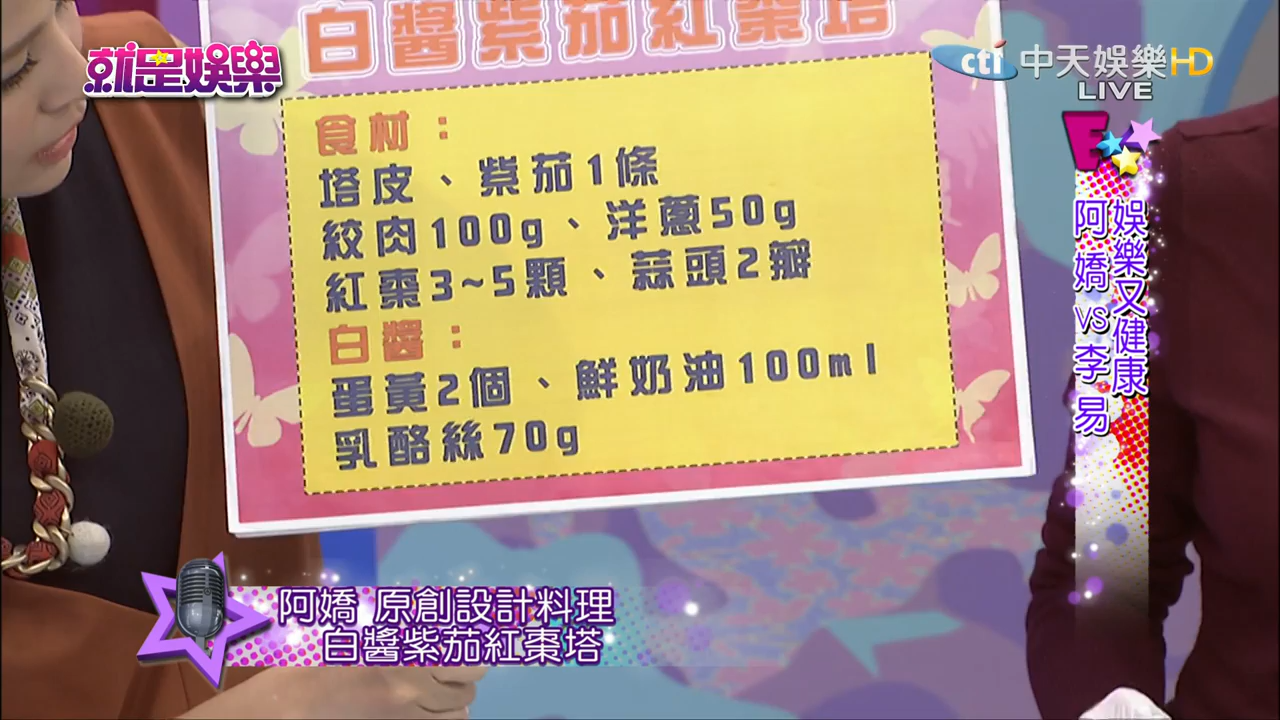 就是娛樂
cti 中天娛樂HD
LIVE
白醬紫茄紅棗塔
食材：
塔皮、紫茄1條
絞肉100g、洋蔥50g
紅棗3~5顆、蒜頭2瓣
白醬：
蛋黃2個、鮮奶油100ml
乳酪絲70g
E
娛樂又健康
阿嬌 VS 李易
阿嬌 原創設計料理
白醬紫茄紅棗塔